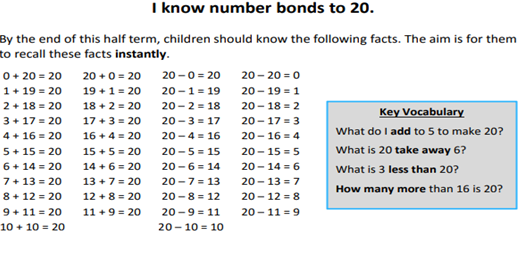 I know number bonds to 20.
By the end of this half term, children should know the following facts. The aim is for them
to recall these facts instantly.
0 + 20 = 20 20 + 0 = 20 20 – 0 = 20 20 – 20 = 0
1 + 19 = 20 19 + 1 = 20 20 – 1 = 19 20 – 19 = 1
2 + 18 = 20 18 + 2 = 20 20 – 2 = 18 20 – 18 = 2
3 + 17 = 20 17 + 3 = 20 20 – 3 = 17 20 – 17 = 3
4 + 16 = 20 16 + 4 = 20 20 – 4 = 16 20 – 16 = 4
5 + 15 = 20 15 + 5 = 20 20 – 5 = 15 20 – 15 = 5
6 + 14 = 20 14 + 6 = 20 20 – 6 = 14 20 – 14 = 6
7 + 13 = 20 13 + 7 = 20 20 – 7 = 13 20 – 13 = 7
8 + 12 = 20 12 + 8 = 20 20 – 8 = 12 20 – 12 = 8
9 + 11 = 20 11 + 9 = 20 20 – 9 = 11 20 – 11 = 9
10 + 10 = 20 20 – 10 = 10
Key Vocabulary
What do I add to 5 to make 20?
What is 20 take away 6?
What is 3 less than 20?
How many more than 16 is 20?